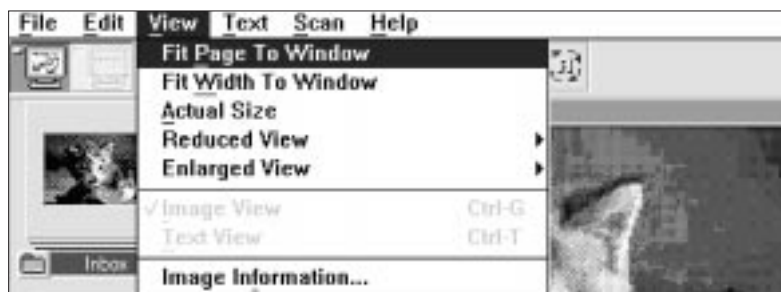 File Edit View Text Scan Help
Fit Page To Window
Fit Width To Window
Actual Size
Reduced View
Enlarged View
✓ Image View Ctrl-G
Text View Ctrl-T
Inbox
Image Information...